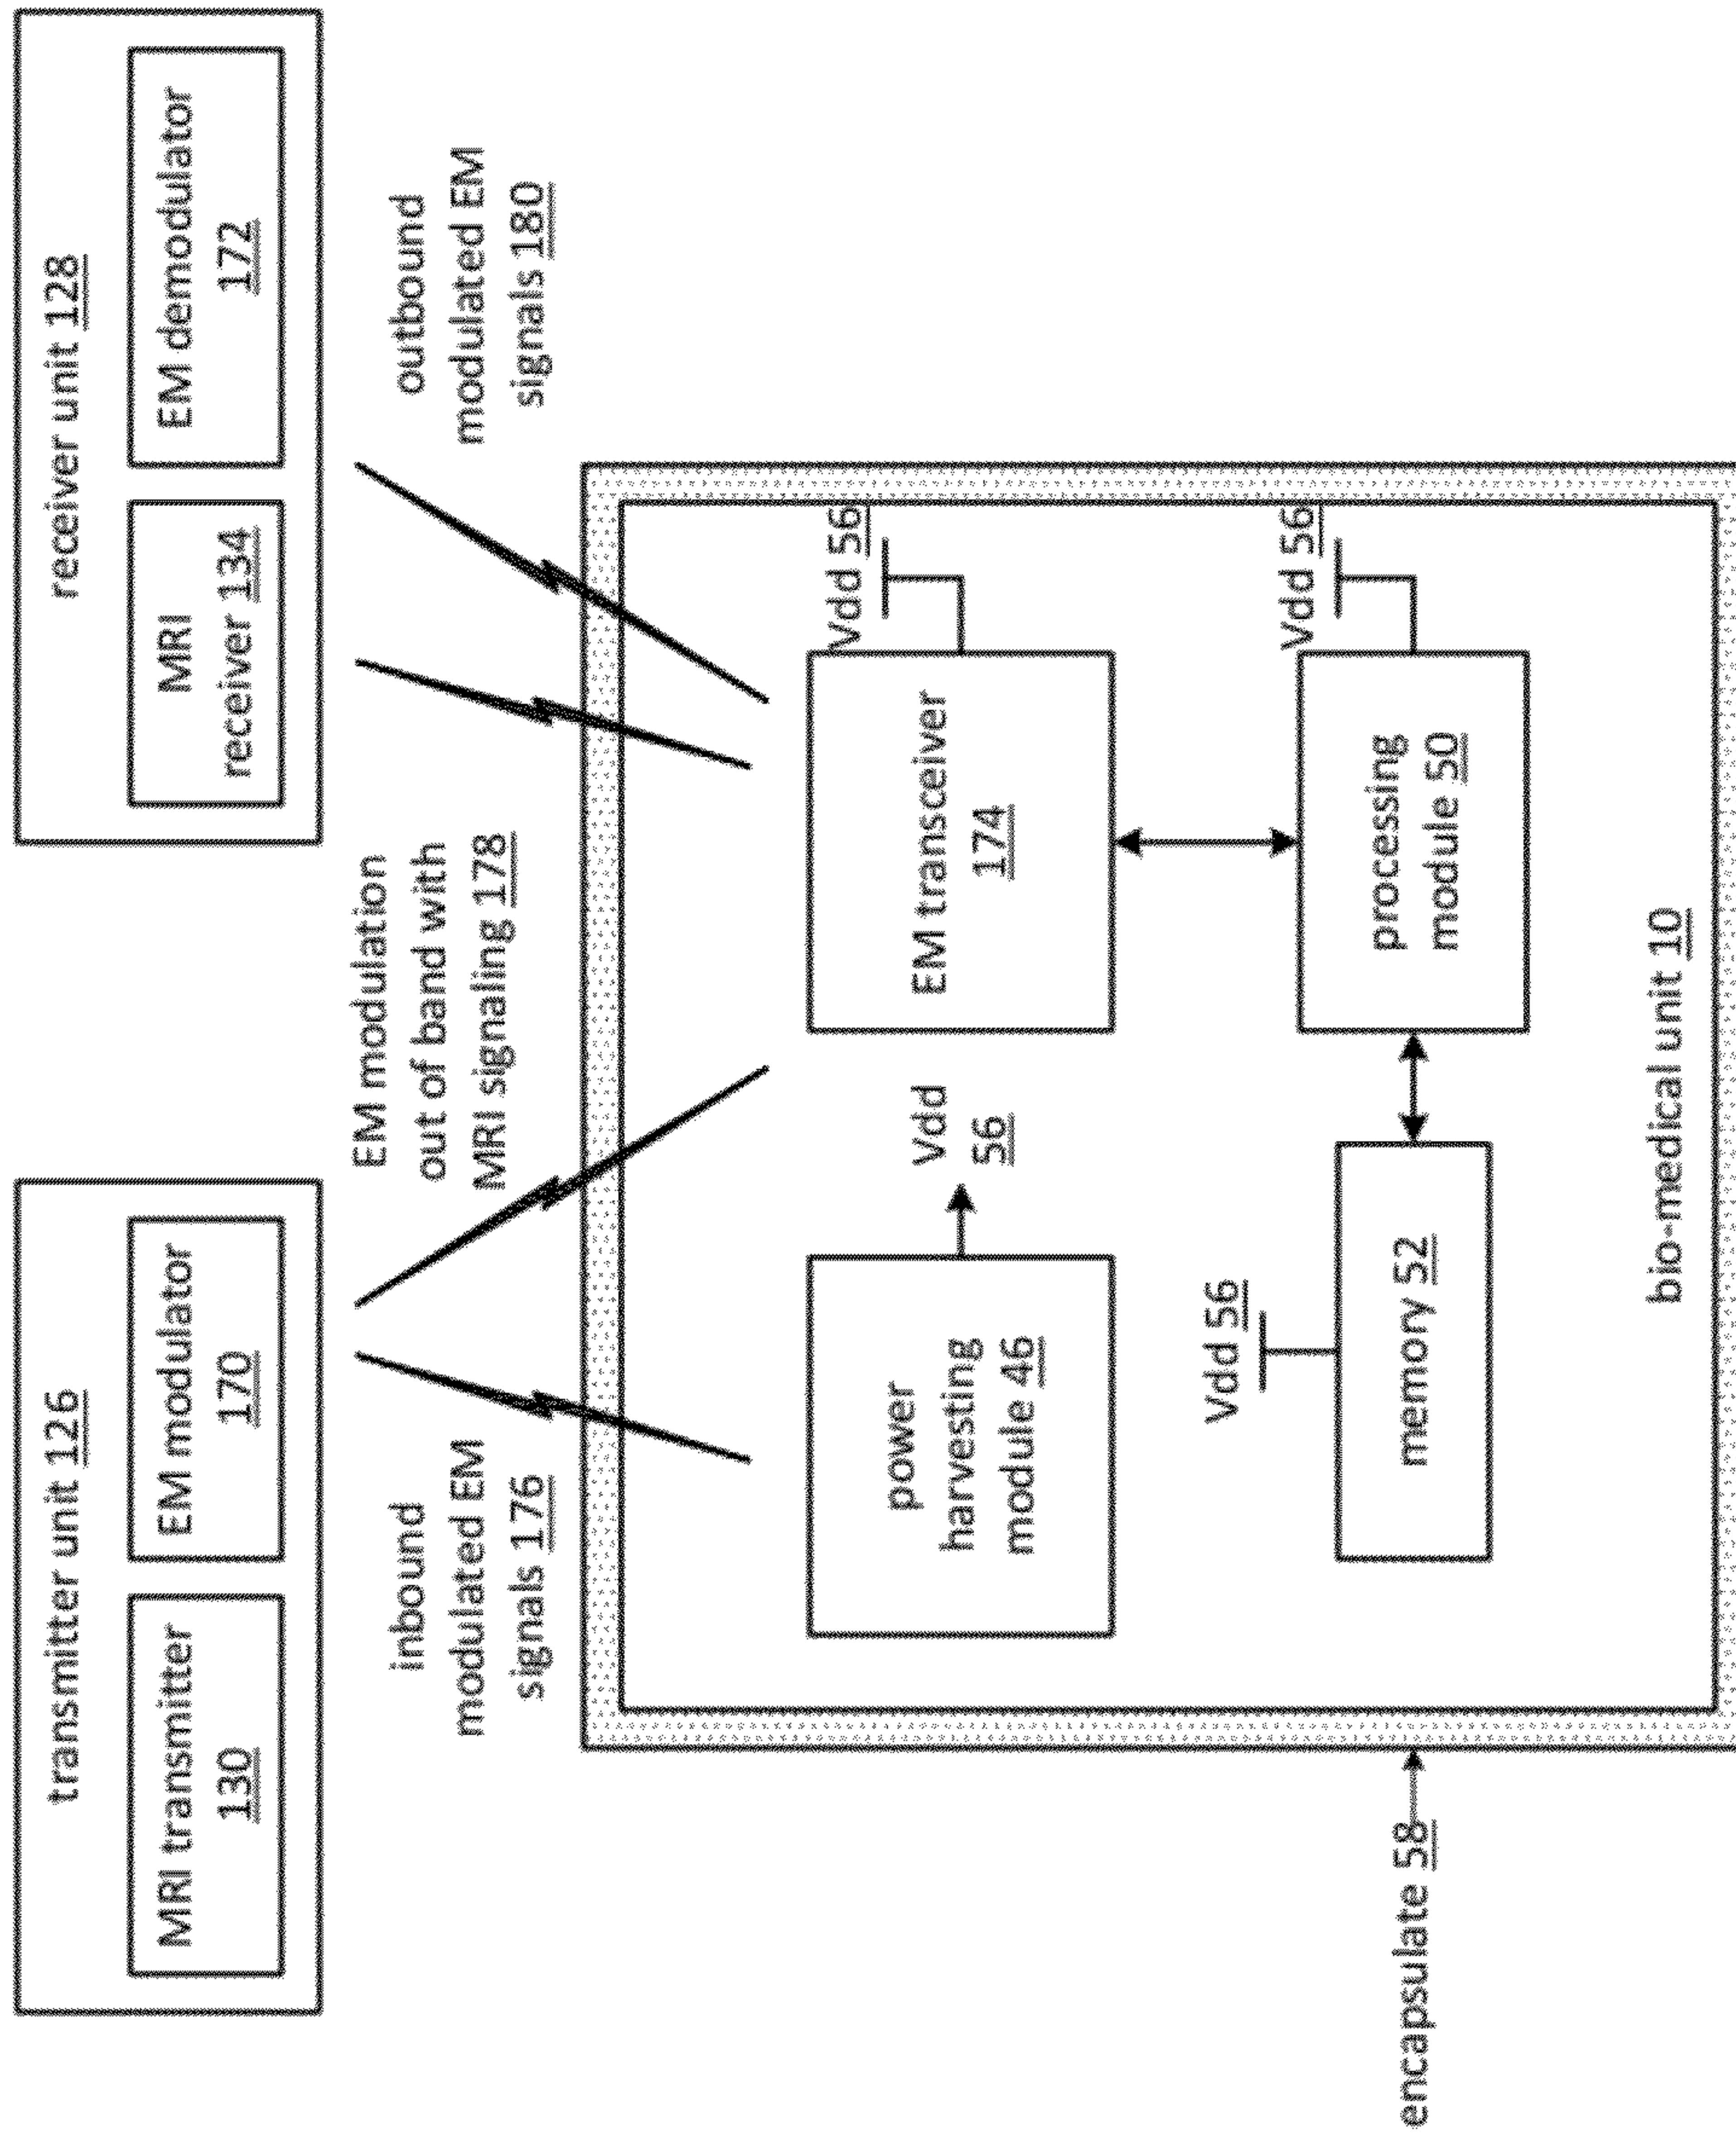 transmitter unit 126
MRI transmitter
130
EM modulator
170
receiver unit 128
MRI
receiver 134
EM demodulator
172
inbound
modulated EM
signals 176
EM modulation
out of band with
MRI signaling 178
outbound
modulated EM
signals 180
power
harvesting
module 46
Vdd
56
EM transceiver
174
Vdd 56
Vdd 56
memory 52
processing
module 50
Vdd 56
encapsulate 58
bio-medical unit 10